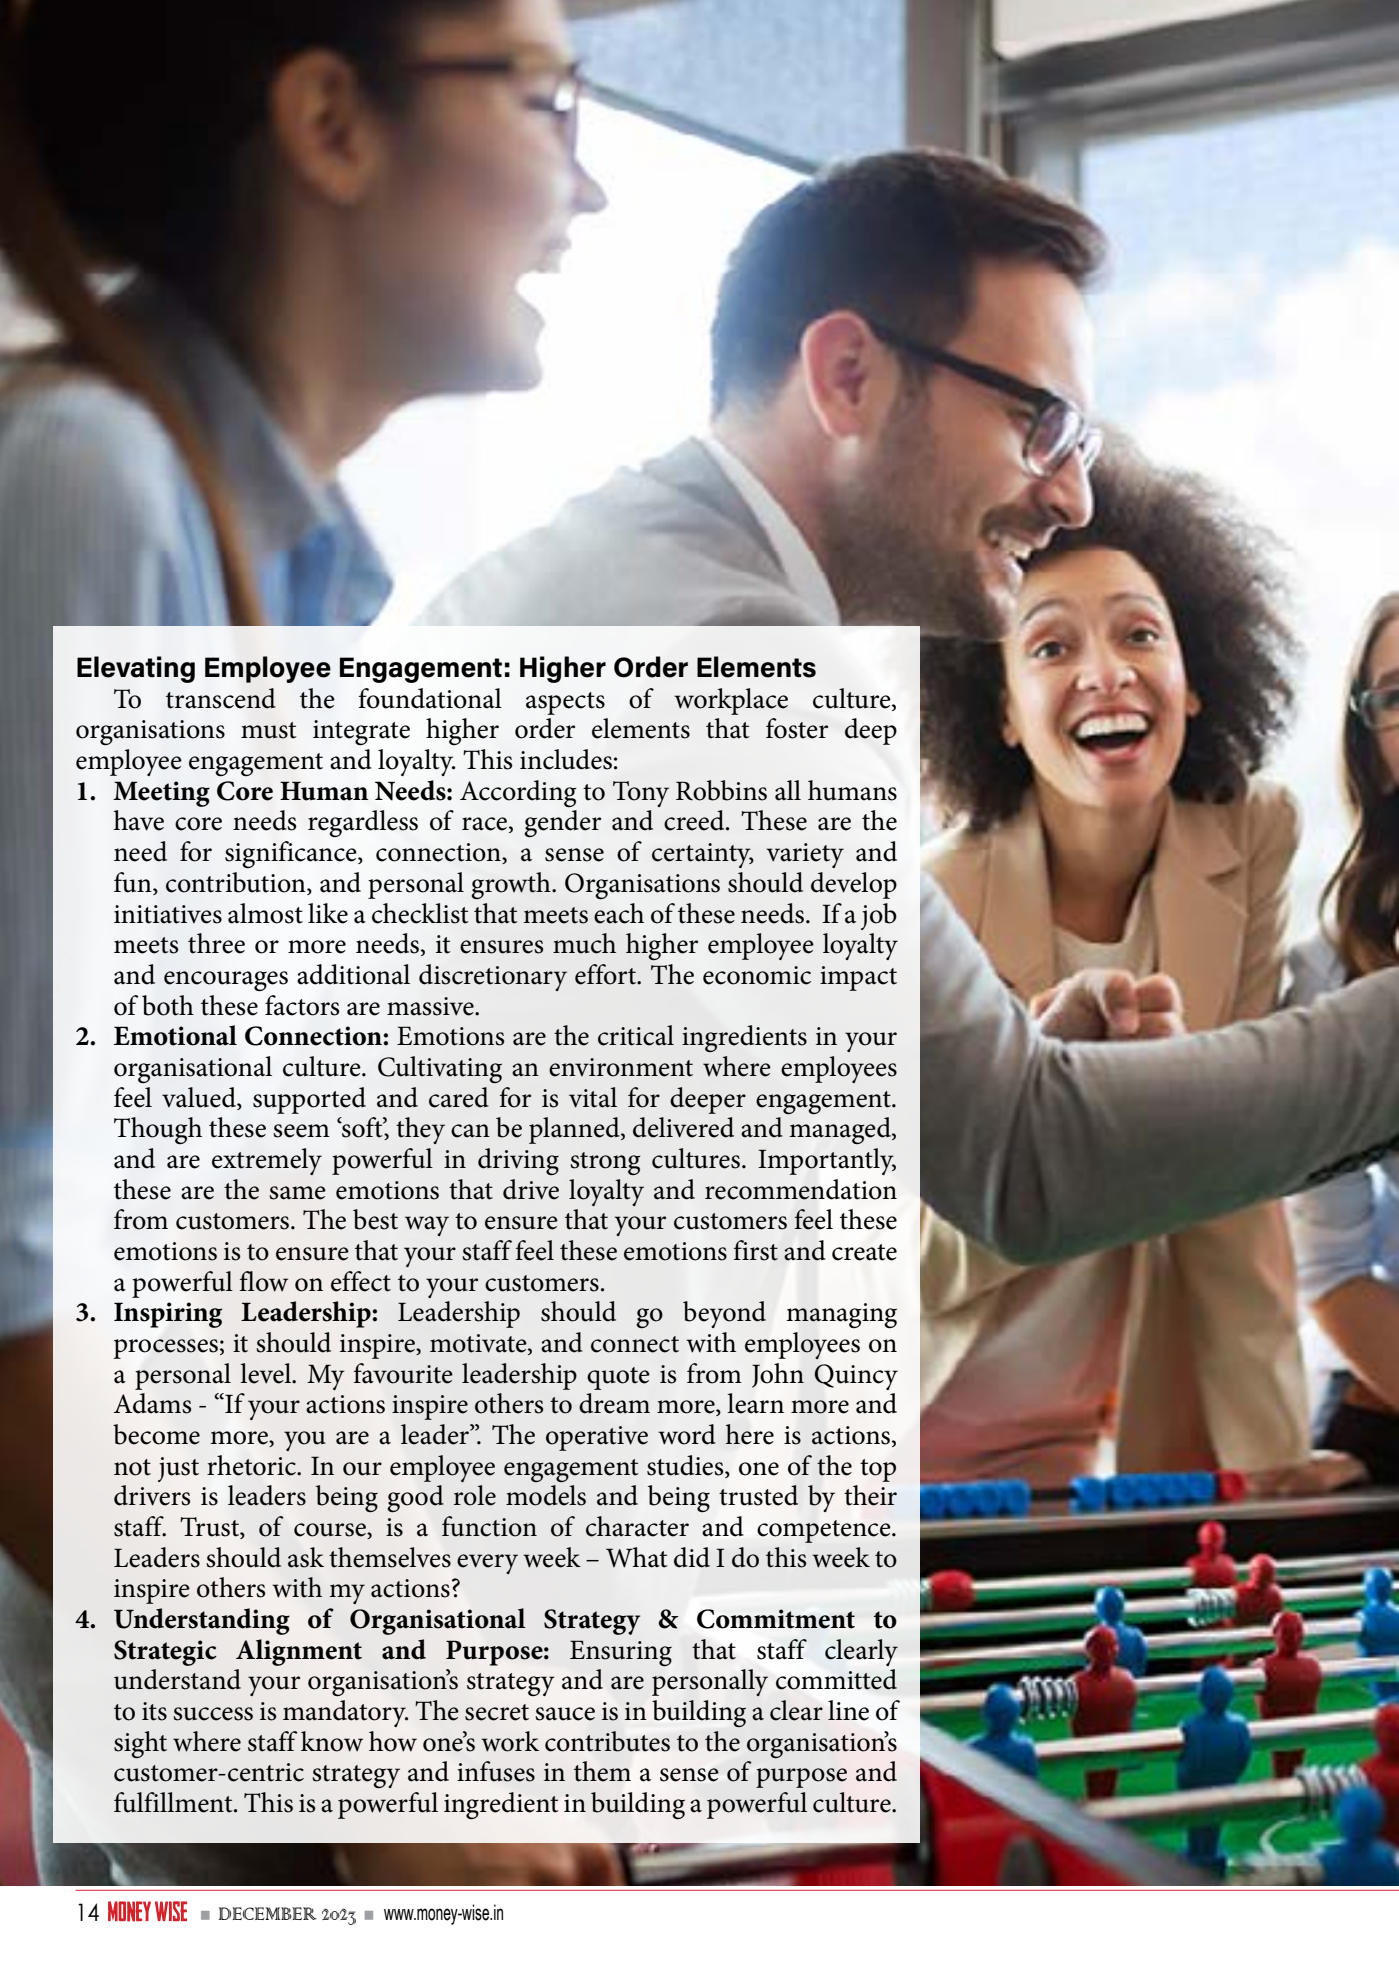 Elevating Employee Engagement: Higher Order Elements
To transcend the foundational aspects of workplace culture,
organisations must integrate higher order elements that foster deep
employee engagement and loyalty. This includes:
1. Meeting Core Human Needs: According to Tony Robbins all humans
have core needs regardless of race, gender and creed. These are the
need for significance, connection, a sense of certainty, variety and
fun, contribution, and personal growth. Organisations should develop
initiatives almost like a checklist that meets each of these needs.  If a job
meets three or more needs, it ensures much higher employee loyalty
and encourages additional discretionary effort. The economic impact
of both these factors are massive.
2. Emotional Connection: Emotions are the critical ingredients in your
organisational culture. Cultivating an environment where employees
feel valued, supported and cared for is vital for deeper engagement.
Though these seem ‘soft’, they can be planned, delivered and managed,
and are extremely powerful in driving strong cultures. Importantly,
these are the same emotions that drive loyalty and recommendation
from customers. The best way to ensure that your customers feel these
emotions is to ensure that your staff feel these emotions first and create
a powerful flow on effect to your customers.
3. Inspiring Leadership: Leadership should go beyond managing
processes; it should inspire, motivate, and connect with employees on
a personal level. My favourite leadership quote is from John Quincy
Adams - “If your actions inspire others to dream more, learn more and
become more, you are a leader”. The operative word here is actions,
not just rhetoric. In our employee engagement studies, one of the top
drivers is leaders being good role models and being trusted by their
staff. Trust, of course, is a function of character and competence.
Leaders should ask themselves every week – What did I do this week to
inspire others with my actions?
4. Understanding of Organisational Strategy & Commitment to
Strategic Alignment and Purpose: Ensuring that staff clearly
understand your organisation’s strategy and are personally committed
to its success is mandatory. The secret sauce is in building a clear line of
sight where staff know how one’s work contributes to the organisation’s
customer-centric strategy and infuses in them a sense of purpose and
fulfillment. This is a powerful ingredient in building a powerful culture.
14 MONEY WISE ■ DECEMBER 2023 ■ www.money-wise.in